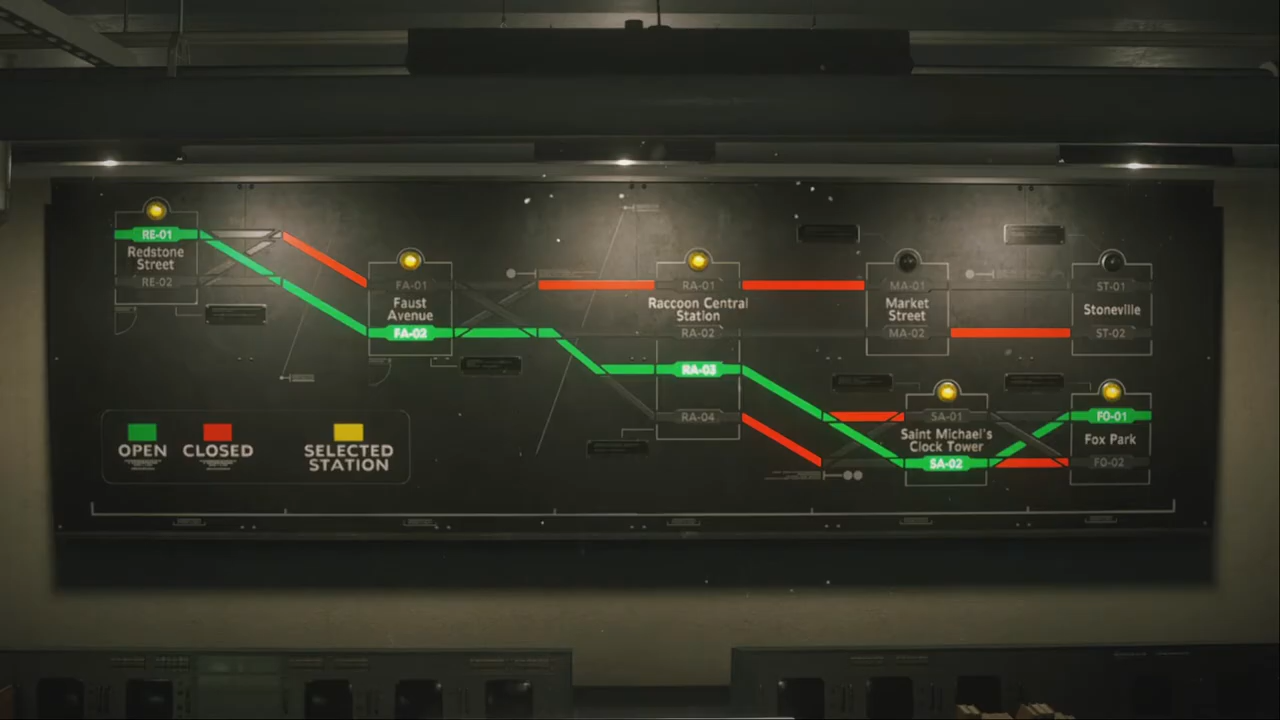 RE-01
Redstone
Street
RE-02
FA-01
Faust
Avenue
FA-02
RA-01
Raccoon Central
Station
RA-02
RA-03
RA-04
MA-01
Market
Street
MA-02
ST-01
Stoneville
ST-02
SA-01
Saint Michael's
Clock Tower
SA-02
FO-01
Fox Park
FO-02
OPEN
CLOSED
SELECTED
STATION